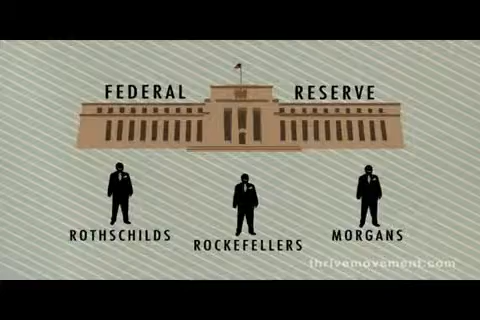 FEDERAL RESERVE
ROTHSCHILDS
ROCKEFELLERS
MORGANS
thrivemovement.com